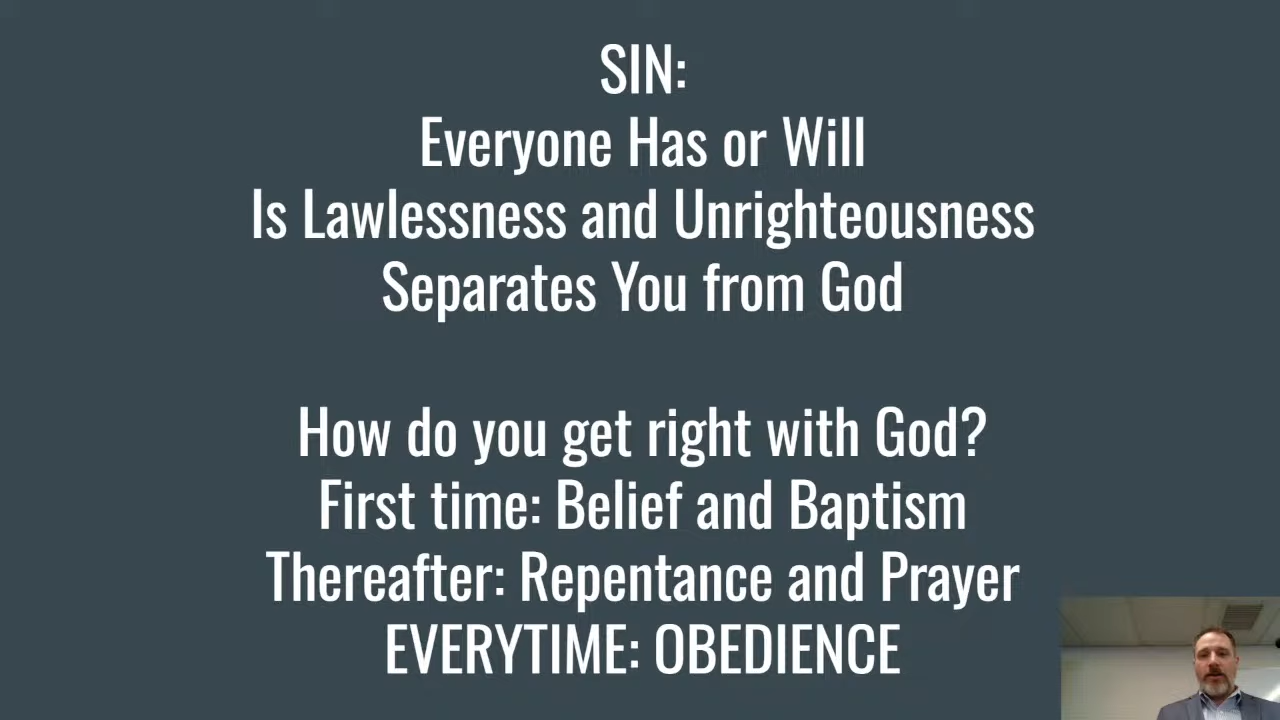 SIN:
Everyone Has or Will
Is Lawlessness and Unrighteousness
Separates You from God
How do you get right with God?
First time: Belief and Baptism
Thereafter: Repentance and Prayer
EVERYTIME: OBEDIENCE